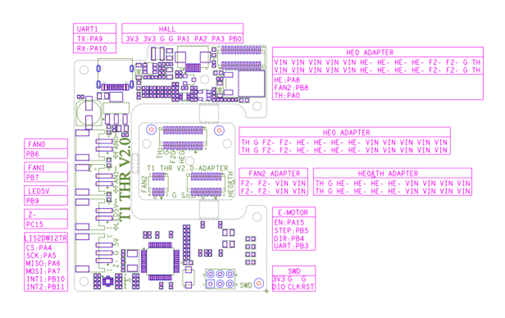 UART1
TX:PA9
RX:PA10
HALL
3V3 3V3 G G PA1 PA2 PA3 PB0
HE0 ADAPTER
VIN VIN VIN VIN VIN HE- HE- HE- HE- F2- F2- G TH
VIN VIN VIN VIN VIN HE- HE- HE- HE- F2- F2- G TH
HE:PA8
FAN2:PB8
TH:PA0
HE0 ADAPTER
TH G F2- F2- HE- HE- HE- HE- VIN VIN VIN VIN VIN
TH G F2- F2- HE- HE- HE- HE- VIN VIN VIN VIN VIN
FAN0
PB6
FAN1
PB7
LED5V
PB9
Z-
PC15
LIS2DW12TR
CS:PA4
SCK:PA5
MISO:PA6
MOSI:PA7
INT1:PB10
INT2:PB11
T1 THR V2.0
T1 THR V2.0-ADAPTER
FAN2
G
HE0&TH
FAN2 ADAPTER
F2- F2- VIN VIN
F2- F2- VIN VIN
HE0&TH ADAPTER
TH G HE- HE- HE- HE- VIN VIN VIN VIN VIN
TH G HE- HE- HE- HE- VIN VIN VIN VIN VIN
E-MOTOR
EN:PA15
STEP:PB5
DIR:PB4
UART:PB3
SWD
SWD
3V3 G G
DIO CLK RST